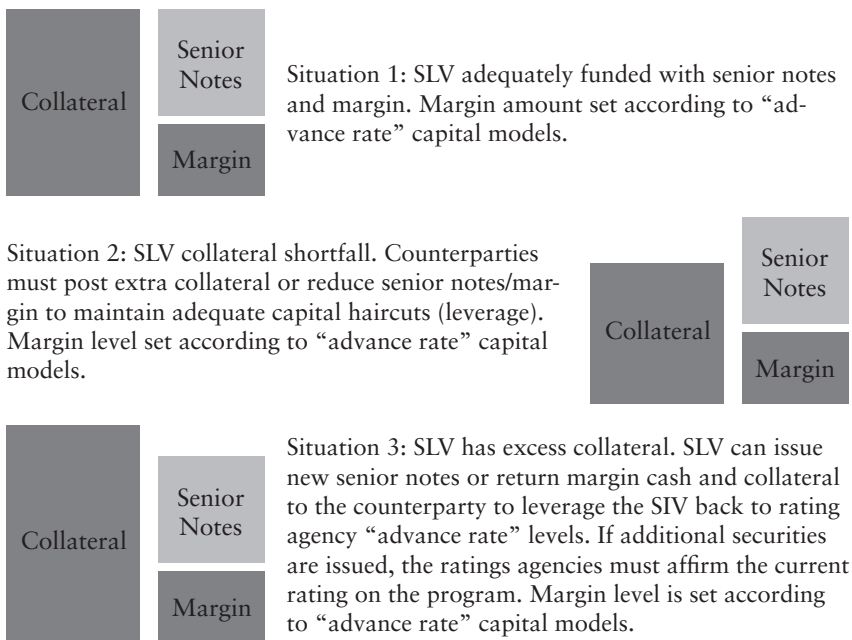 Collateral
Senior
Notes
Margin
Situation 1: SLV adequately funded with senior notes
and margin. Margin amount set according to “ad-
vance rate” capital models.
Situation 2: SLV collateral shortfall. Counterparties
must post extra collateral or reduce senior notes/mar-
gin to maintain adequate capital haircuts (leverage).
Margin level set according to “advance rate” capital
models.
Collateral
Senior
Notes
Margin
Collateral
Senior
Notes
Margin
Situation 3: SLV has excess collateral. SLV can issue
new senior notes or return margin cash and collateral
to the counterparty to leverage the SIV back to rating
agency “advance rate” levels. If additional securities
are issued, the ratings agencies must affirm the current
rating on the program. Margin level is set according
to “advance rate” capital models.